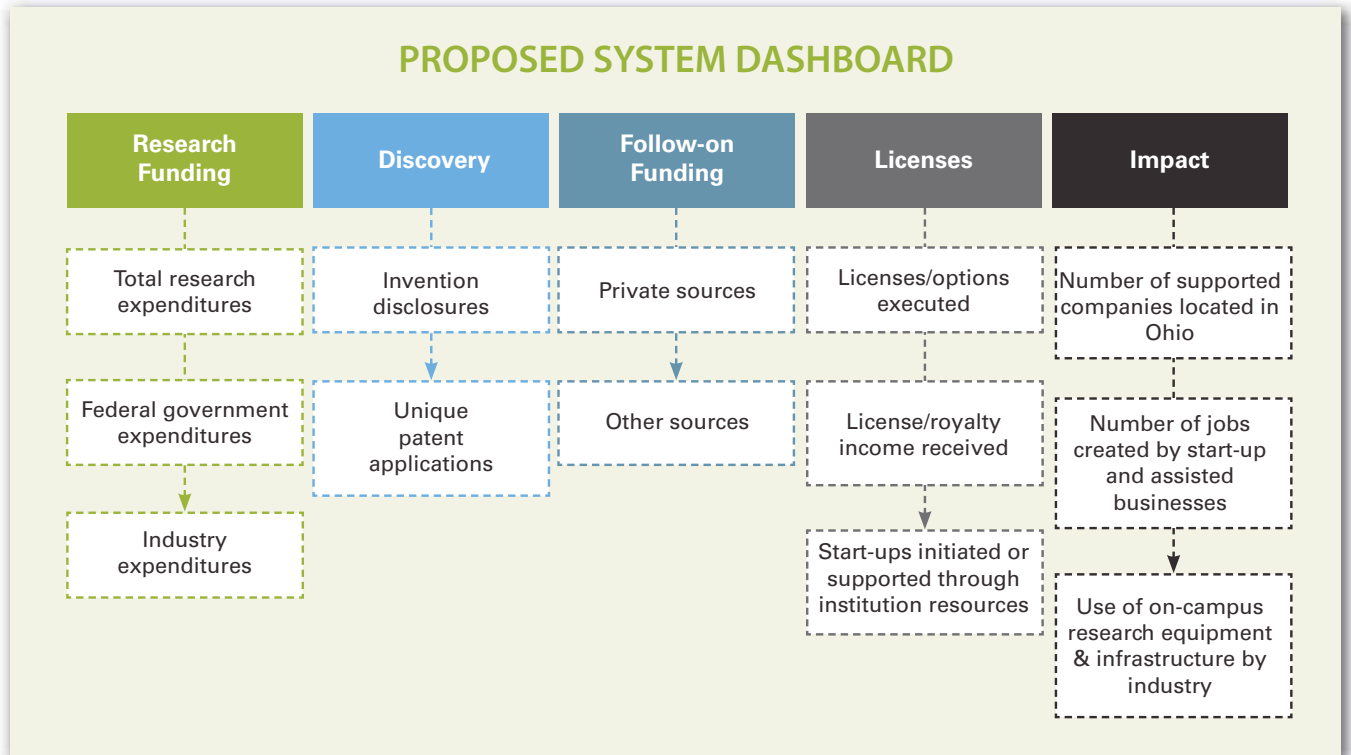 PROPOSED SYSTEM DASHBOARD
Research
Funding
Total research
expenditures
Federal government
expenditures
Industry
expenditures
Discovery
Invention
disclosures
Unique
patent
applications
Follow-on
Funding
Private sources
Other sources
Licenses
Licenses/options
executed
License/royalty
income received
Start-ups initiated or
supported through
institution resources
Impact
Number of supported
companies located in
Ohio
Number of jobs
created by start-up
and assisted
businesses
Use of on-campus
research equipment
& infrastructure by
industry